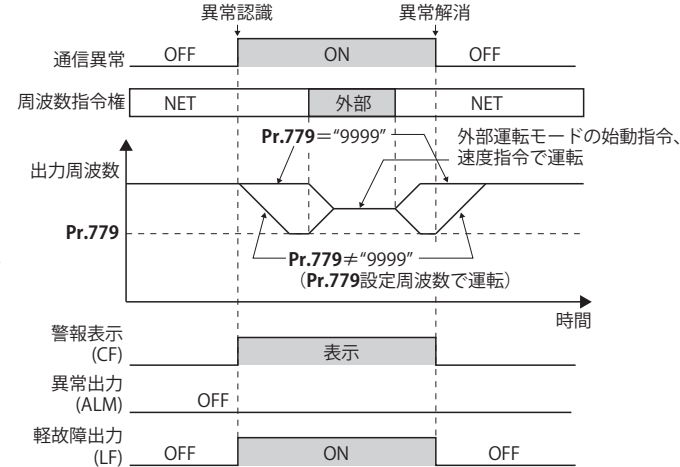 異常認識
異常解消
通信異常
OFF
ON
OFF
周波数指令権
NET
外部
NET
Pr.779＝“9999”
外部運転モードの始動指令、
速度指令で運転
出力周波数
Pr.779
Pr.779≠“9999”
（Pr.779設定周波数で運転）
時間
警報表示
(CF)
表示
異常出力
(ALM)
OFF
軽故障出力
(LF)
OFF
ON
OFF